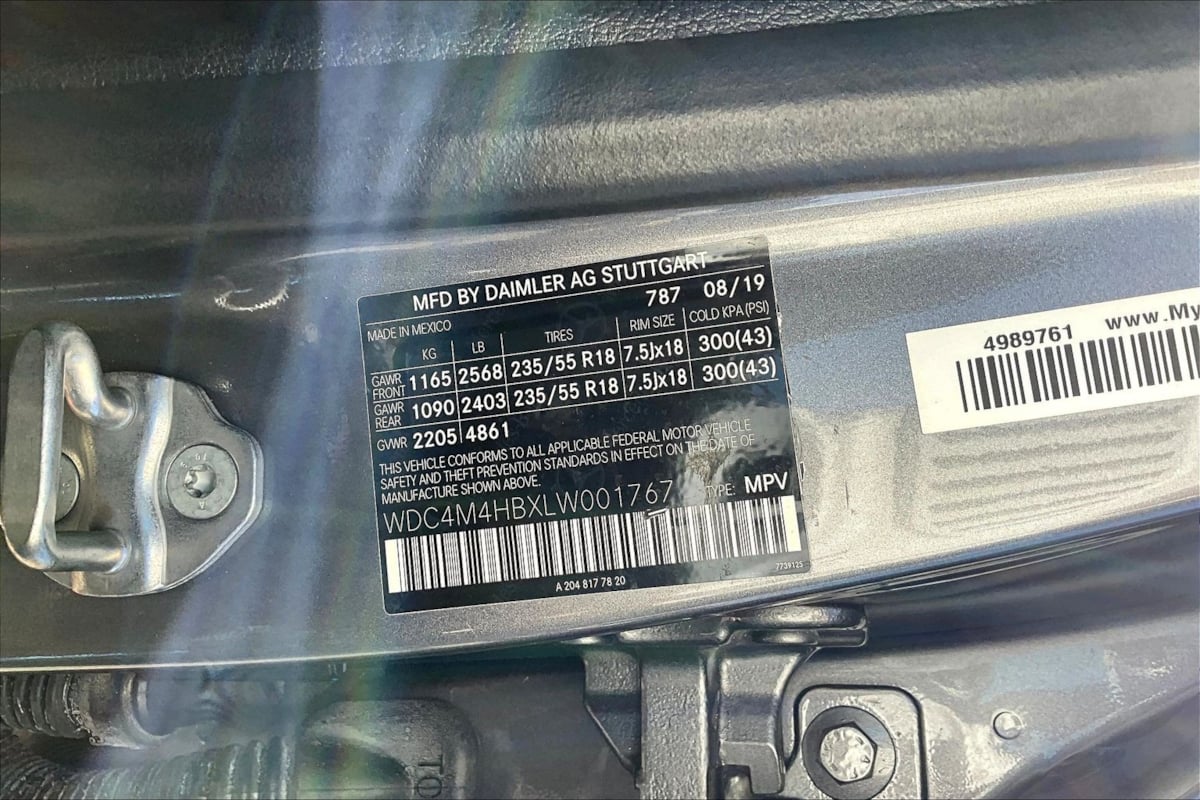 MFD BY DAIMLER AG STUTTGART
787 08/19
MADE IN MEXICO
KG LB TIRES RIM SIZE COLD KPA (PSI)
GAWR FRONT 1165 2568 235/55 R18 7.5Jx18 300(43)
GAWR REAR 1090 2403 235/55 R18 7.5Jx18 300(43)
GVWR 2205 4861
THIS VEHICLE CONFORMS TO ALL APPLICABLE FEDERAL MOTOR VEHICLE
SAFETY AND THEFT PREVENTION STANDARDS IN EFFECT ON THE DATE OF
MANUFACTURE SHOWN ABOVE.
WDC4M4HBXLW001767 TYPE: MPV
A 204 817 78 20
7739125
4989761 www.My
TO